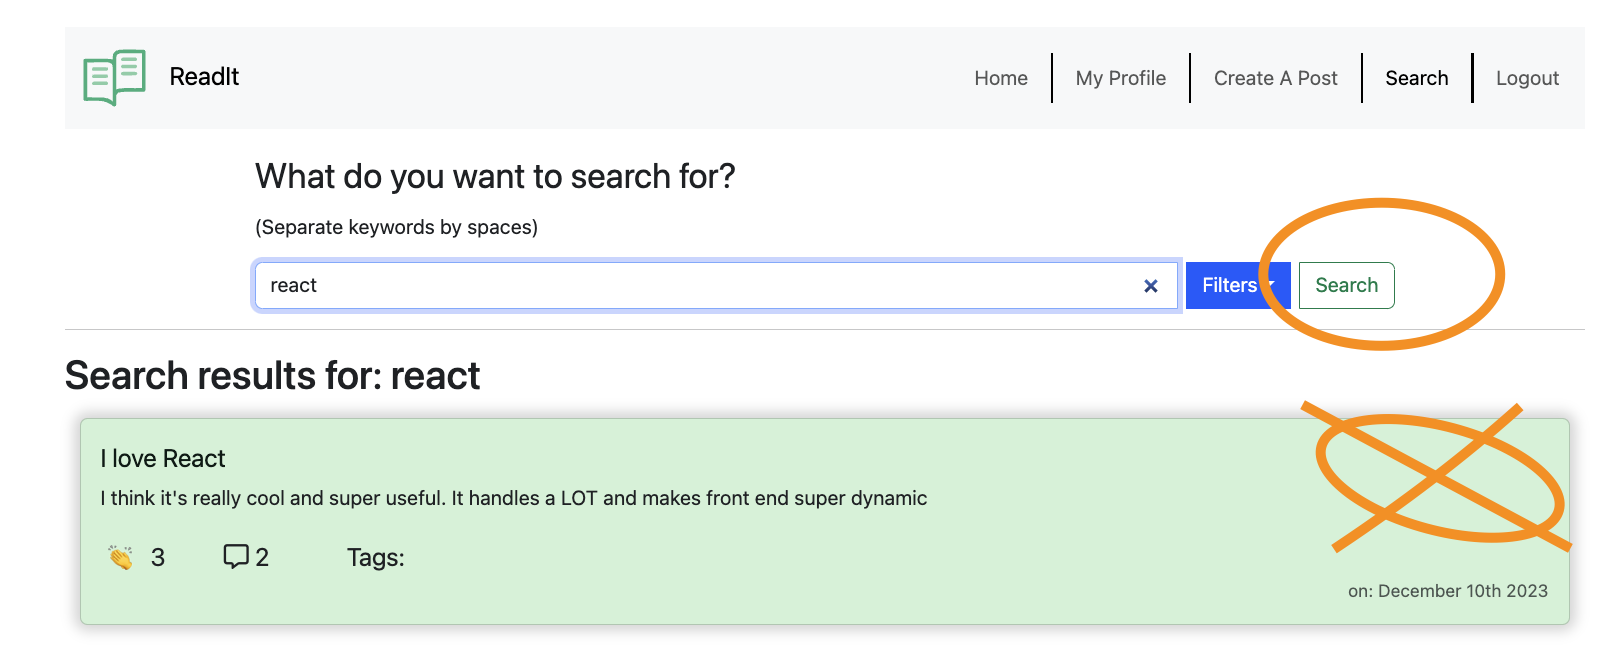 ReadIt
Home My Profile Create A Post Search Logout
What do you want to search for?
(Separate keywords by spaces)
react × Filters Search
Search results for: react
I love React
I think it's really cool and super useful. It handles a LOT and makes front end super dynamic
👏 3 2 Tags:
on: December 10th 2023